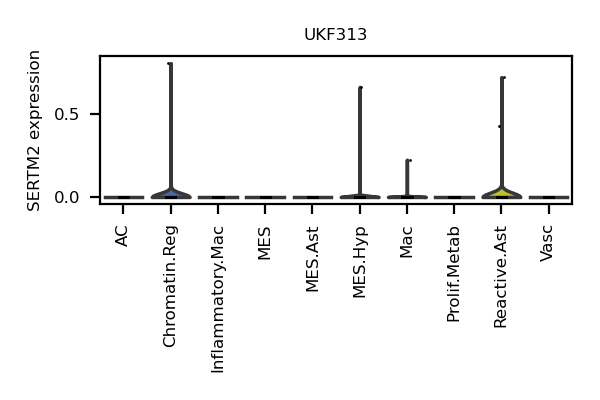 UKF313
SERTM2 expression
0.5
0.0
AC
Chromatin.Reg
Inflammatory.Mac
MES
MES.Ast
MES.Hyp
Mac
Prolif.Metab
Reactive.Ast
Vasc